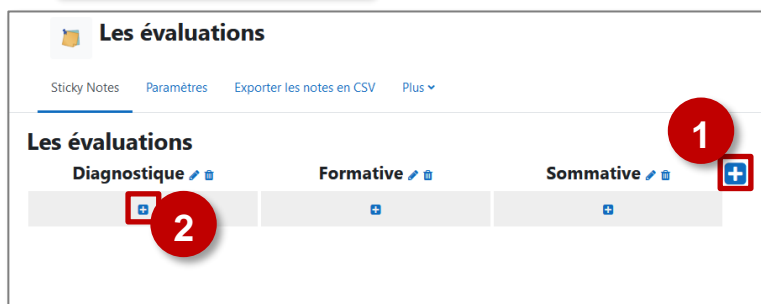 Les évaluations
Sticky Notes Paramètres Exporter les notes en CSV Plus
Les évaluations
1
Diagnostique Formative Sommative
2